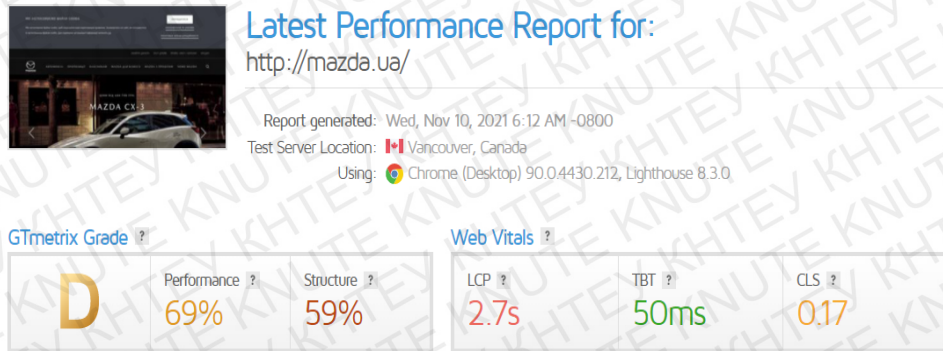 Latest Performance Report for:
http://mazda.ua/
Report generated: Wed, Nov 10, 2021 6:12 AM -0800
Test Server Location: Vancouver, Canada
Using: Chrome (Desktop) 90.0.4430.212, Lighthouse 8.3.0
MAZDA CX-3
GTmetrix Grade ?
Web Vitals ?
D
Performance ?
69%
Structure ?
59%
LCP ?
2.7s
TBT ?
50ms
CLS ?
0.17
KNUTE KHTEY